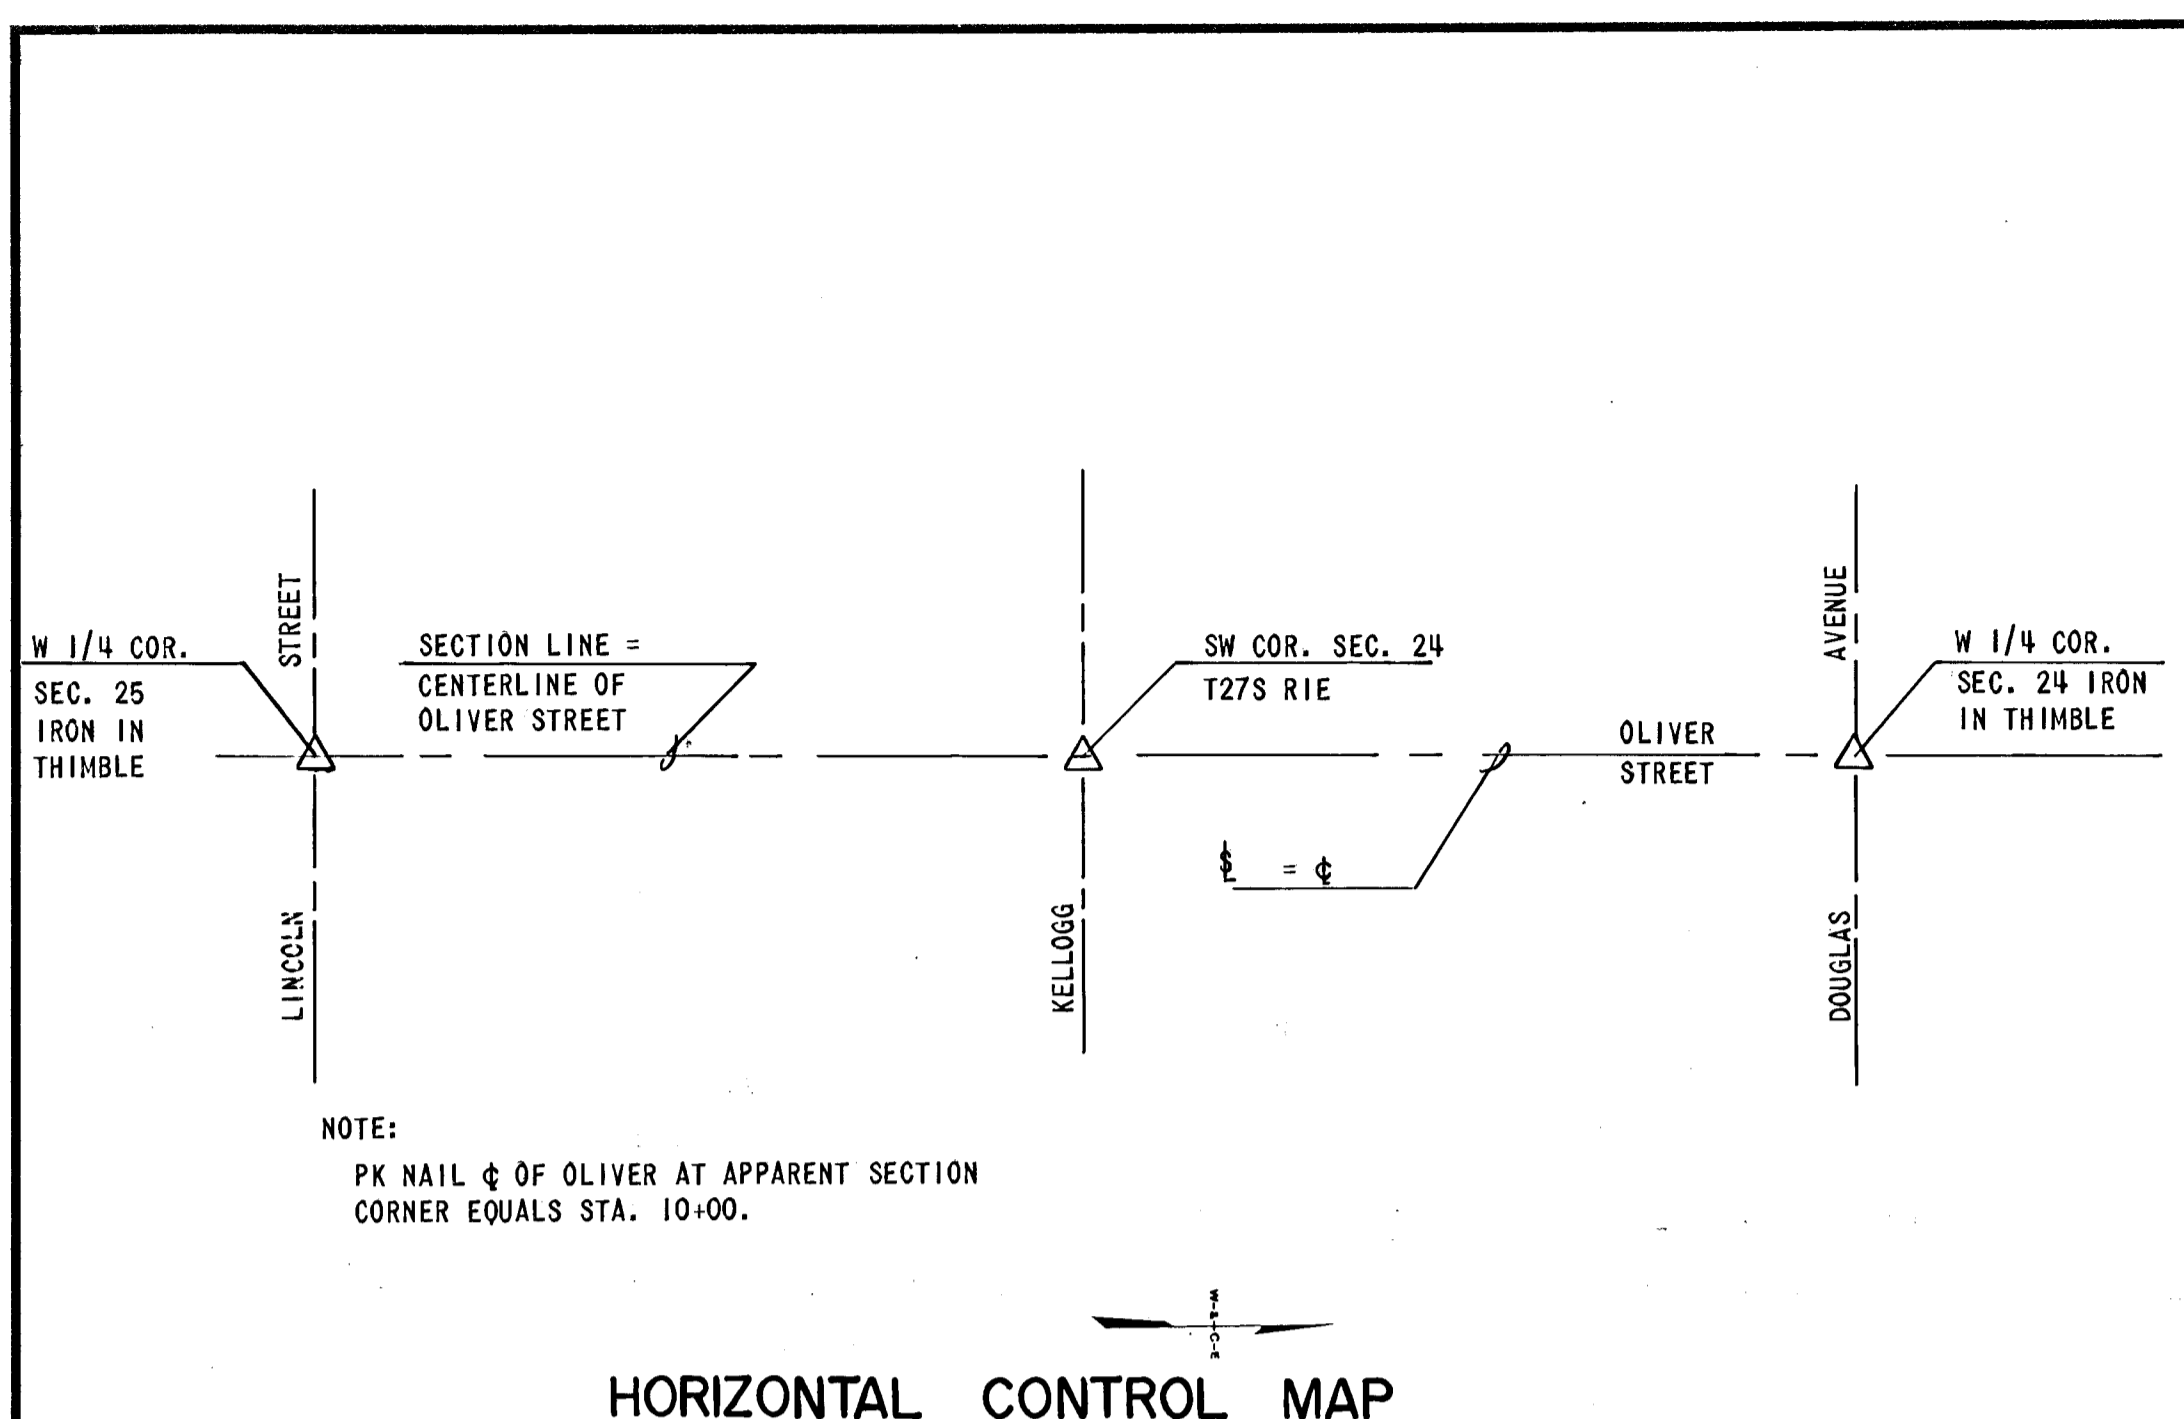 STREET
AVENUE
W 1/4 COR.
SEC. 25
IRON IN
THIMBLE
SECTION LINE =
CENTERLINE OF
OLIVER STREET
SW COR. SEC. 24
T27S R1E
W 1/4 COR.
SEC. 24 IRON
IN THIMBLE
OLIVER
STREET
= ℄
LINCOLN
KELLOGG
DOUGLAS
NOTE:
PK NAIL ℄ OF OLIVER AT APPARENT SECTION
CORNER EQUALS STA. 10+00.
HORIZONTAL CONTROL MAP